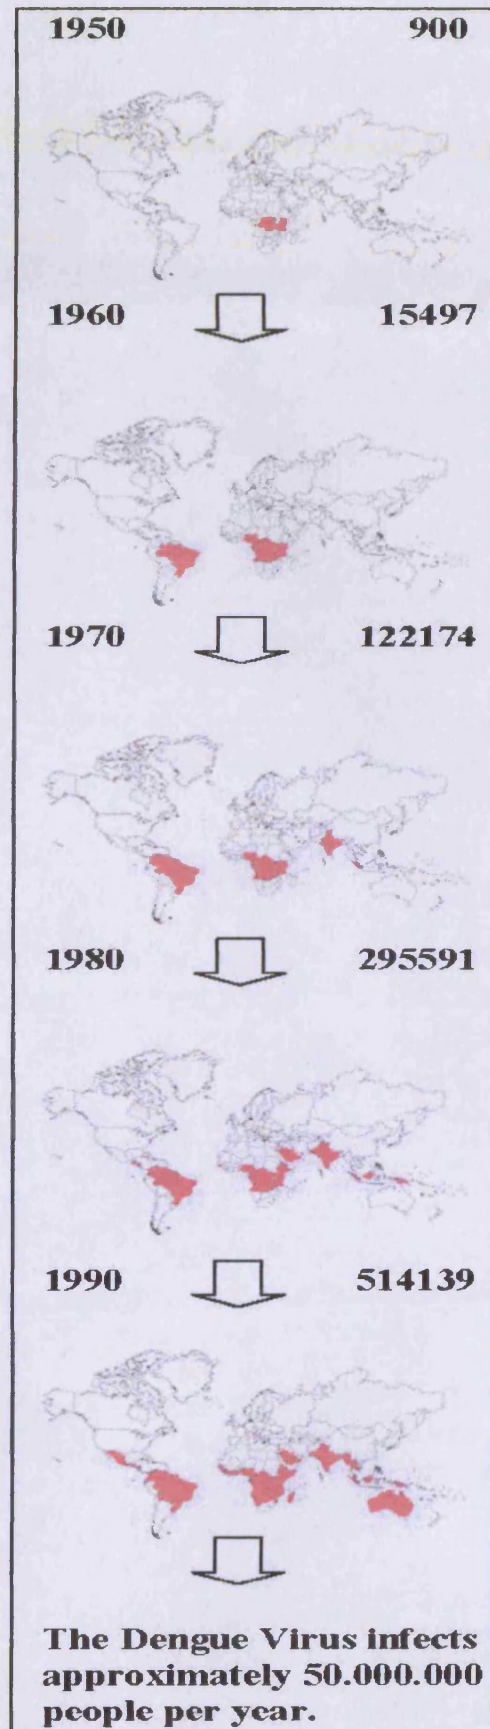 1950 900
1960 15497
1970 122174
1980 295591
1990 514139
The Dengue Virus infects
approximately 50.000.000
people per year.